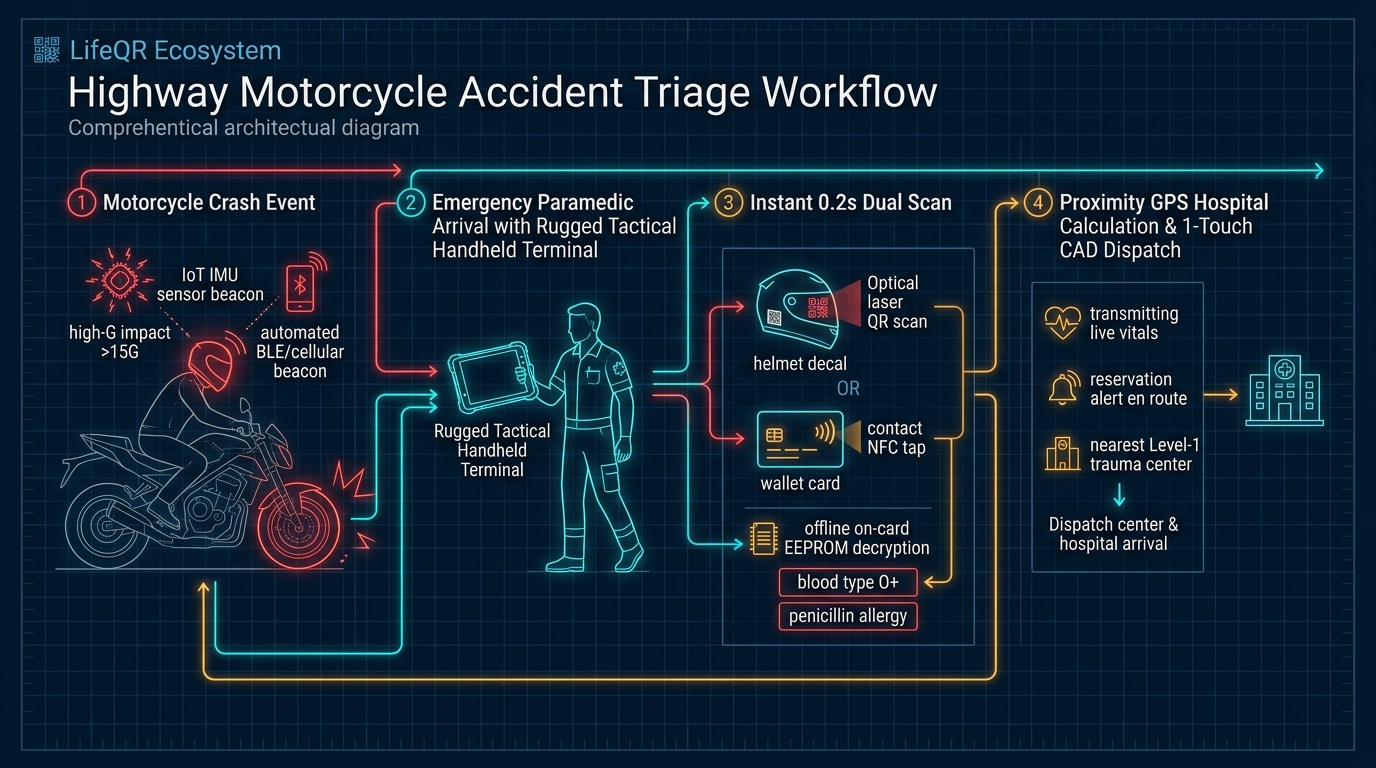 LifeQR Ecosystem
Highway Motorcycle Accident Triage Workflow
Comprehentical architectual diagram
1 Motorcycle Crash Event
IoT IMU
sensor beacon
high-G impact
>15G
automated
BLE/cellular
beacon
2 Emergency Paramedic
Arrival with Rugged Tactical
Handheld Terminal
Rugged Tactical
Handheld
Terminal
3 Instant 0.2s Dual Scan
Optical
laser
QR scan
helmet decal
OR
contact
NFC tap
wallet card
offline on-card
EEPROM decryption
blood type O+
penicillin allergy
4 Proximity GPS Hospital
Calculation & 1-Touch
CAD Dispatch
transmitting
live vitals
reservation
alert en route
nearest Level-1
trauma center
Dispatch center &
hospital arrival